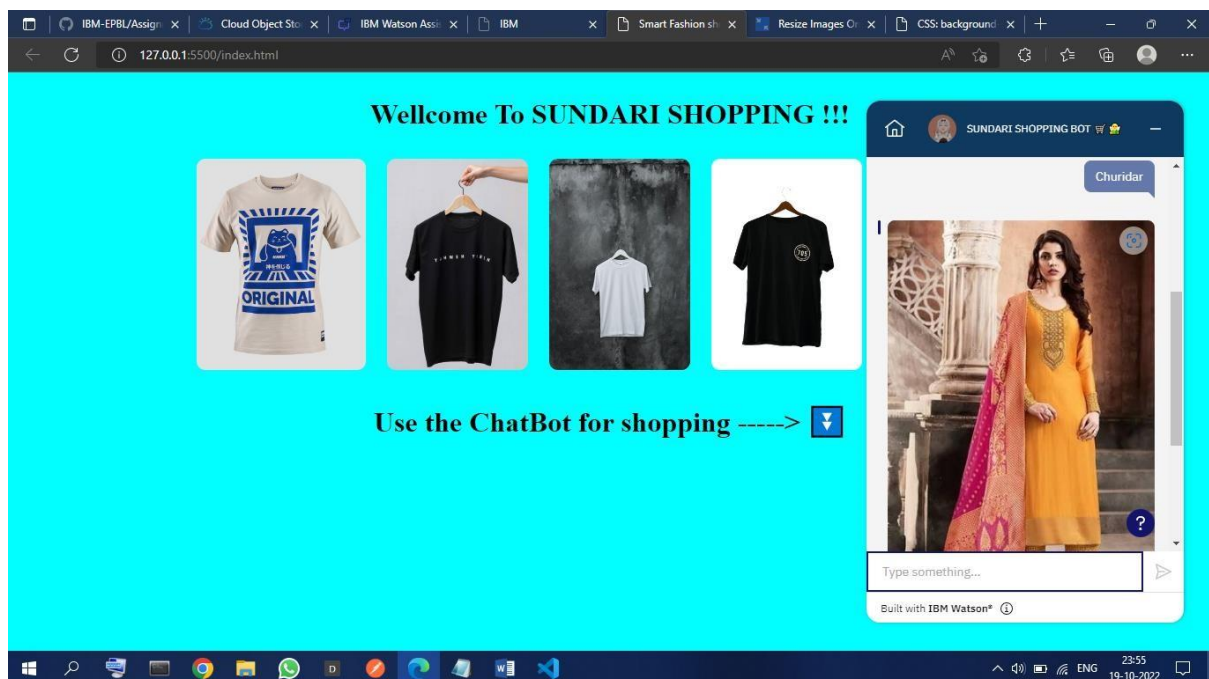 IBM-EPBL/Assign
Cloud Object Sto
IBM Watson Assi
IBM
Smart Fashion sh
Resize Images On
CSS: background
127.0.0.1:5500/index.html
Wellcome To SUNDARI SHOPPING !!!
SUNDARI SHOPPING BOT
Churidar
ORIGINAL
Use the ChatBot for shopping ----->
?
Type something...
Built with IBM Watson®
D
ENG
23:55
19-10-2022